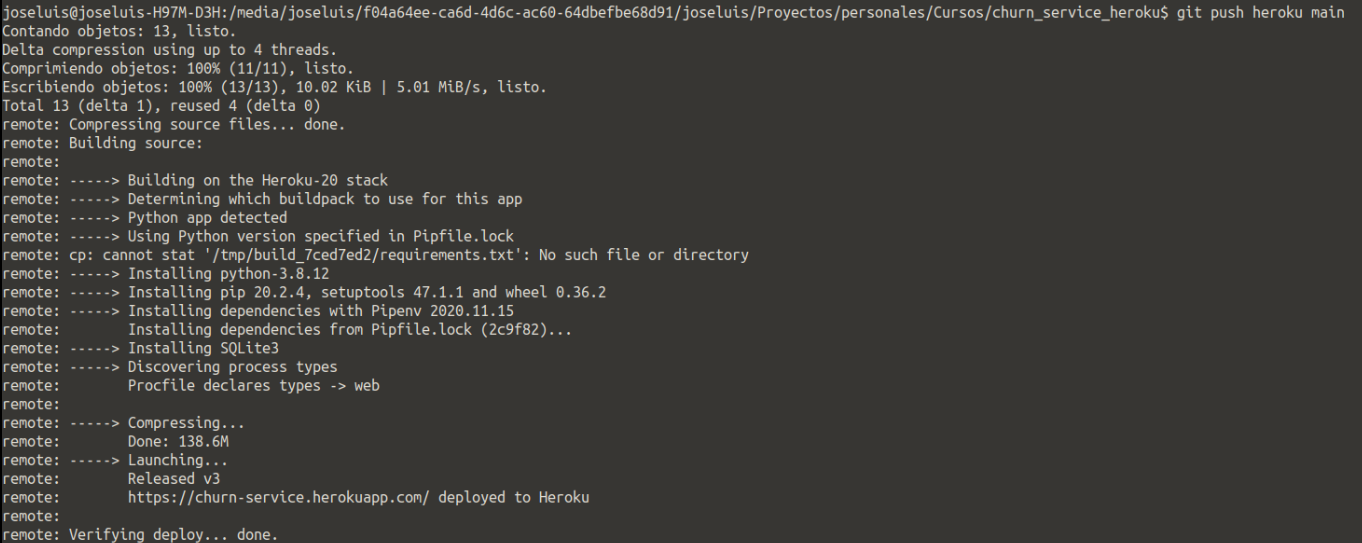 joseluis@joseluis-H97M-D3H:/media/joseluis/f04a64ee-ca6d-4d6c-ac60-64dbefbe68d91/joseluis/Proyectos/personales/Cursos/churn_service_heroku$ git push heroku main
Contando objetos: 13, listo.
Delta compression using up to 4 threads.
Comprimiendo objetos: 100% (11/11), listo.
Escribiendo objetos: 100% (13/13), 10.02 KiB | 5.01 MiB/s, listo.
Total 13 (delta 1), reused 4 (delta 0)
remote: Compressing source files... done.
remote: Building source:
remote:
remote: -----> Building on the Heroku-20 stack
remote: -----> Determining which buildpack to use for this app
remote: -----> Python app detected
remote: -----> Using Python version specified in Pipfile.lock
remote: cp: cannot stat '/tmp/build_7ced7ed2/requirements.txt': No such file or directory
remote: -----> Installing python-3.8.12
remote: -----> Installing pip 20.2.4, setuptools 47.1.1 and wheel 0.36.2
remote: -----> Installing dependencies with Pipenv 2020.11.15
remote:        Installing dependencies from Pipfile.lock (2c9f82)...
remote: -----> Installing SQLite3
remote: -----> Discovering process types
remote:        Procfile declares types -> web
remote:
remote: -----> Compressing...
remote:        Done: 138.6M
remote: -----> Launching...
remote:        Released v3
remote:        https://churn-service.herokuapp.com/ deployed to Heroku
remote:
remote: Verifying deploy... done.